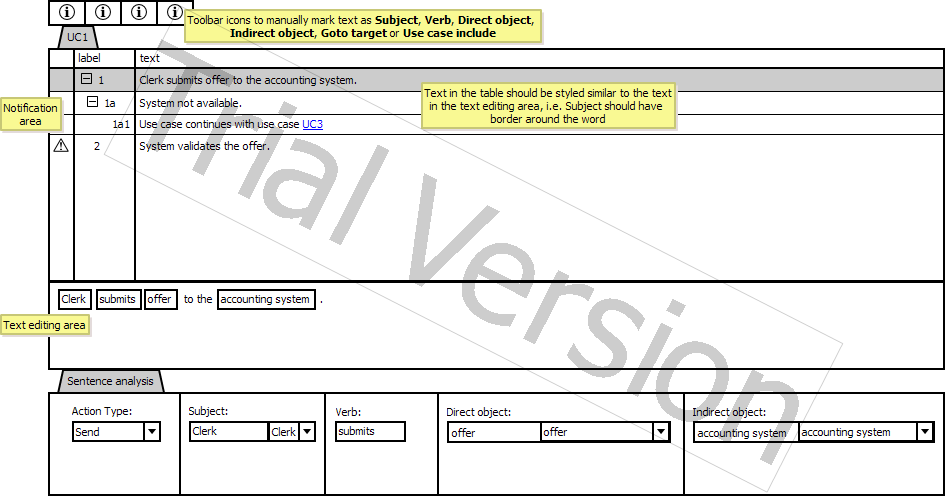 Toolbar icons to manually mark text as Subject, Verb, Direct object,
Indirect object, Goto target or Use case include
UC1
label text
1 Clerk submits offer to the accounting system.
Text in the table should be styled similar to the text
in the text editing area, i.e. Subject should have
border around the word
Notification
area
1a System not available.
1a1 Use case continues with use case UC3
2 System validates the offer.
Trial Version
Clerk submits offer to the accounting system .
Text editing area
Sentence analysis
Action Type: Subject: Verb: Direct object: Indirect object:
Send Clerk Clerk submits offer offer accounting system accounting system